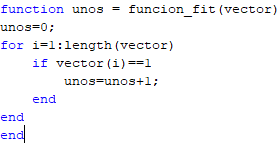 function unos = funcion_fit(vector)
unos=0;
for i=1:length(vector)
    if vector(i)==1
        unos=unos+1;
    end
end
end